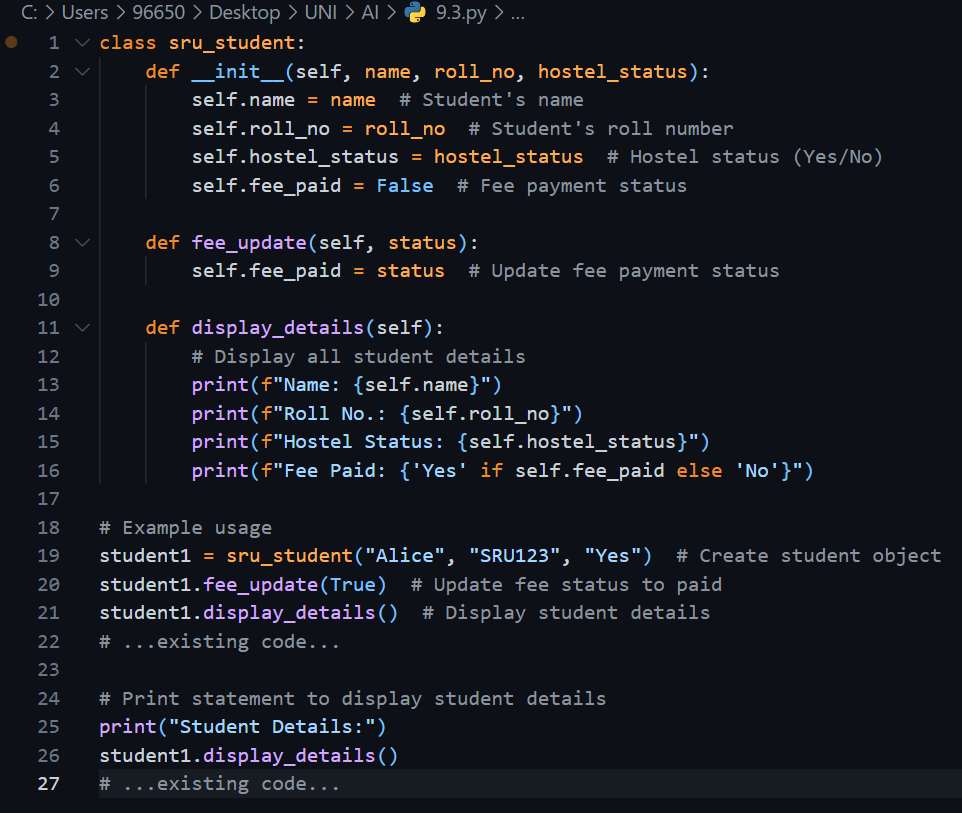 C: > Users > 96650 > Desktop > UNI > AI > 9.3.py > ...
1 class sru_student:
2     def __init__(self, name, roll_no, hostel_status):
3         self.name = name  # Student's name
4         self.roll_no = roll_no  # Student's roll number
5         self.hostel_status = hostel_status  # Hostel status (Yes/No)
6         self.fee_paid = False  # Fee payment status
7
8     def fee_update(self, status):
9         self.fee_paid = status  # Update fee payment status
10
11     def display_details(self):
12         # Display all student details
13         print(f"Name: {self.name}")
14         print(f"Roll No.: {self.roll_no}")
15         print(f"Hostel Status: {self.hostel_status}")
16         print(f"Fee Paid: {'Yes' if self.fee_paid else 'No'}")
17
18 # Example usage
19 student1 = sru_student("Alice", "SRU123", "Yes")  # Create student object
20 student1.fee_update(True)  # Update fee status to paid
21 student1.display_details()  # Display student details
22 # ...existing code...
23
24 # Print statement to display student details
25 print("Student Details:")
26 student1.display_details()
27 # ...existing code...